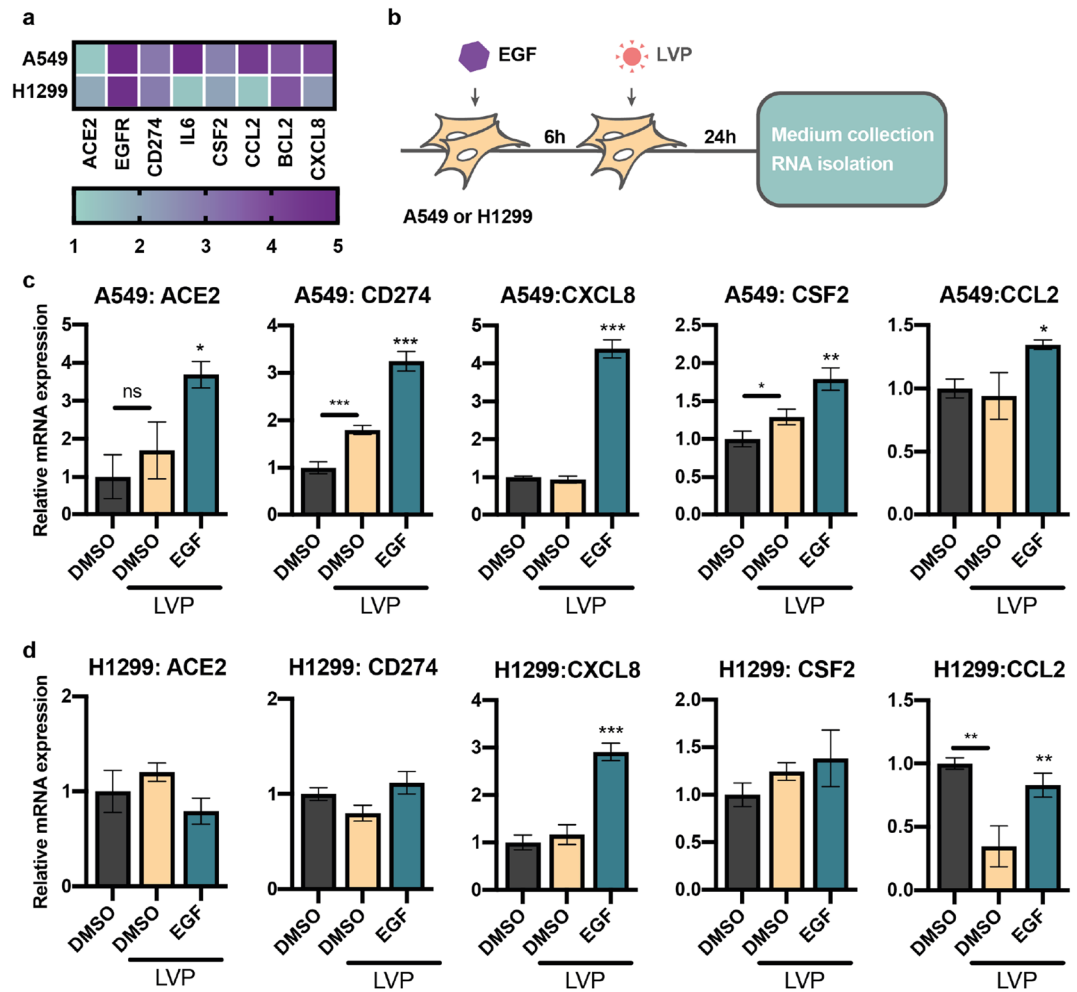 a
A549
H1299
ACE2
EGFR
CD274
IL6
CSF2
CCL2
BCL2
CXCL8
1 2 3 4 5
b
EGF
LVP
6h
24h
Medium collection
RNA isolation
A549 or H1299
c
Relative mRNA expression
A549: ACE2
5
4
3
2
1
0
ns
*
DMSO
DMSO
EGF
LVP
A549: CD274
4
3
2
1
0
***
***
DMSO
DMSO
EGF
LVP
A549:CXCL8
5
4
3
2
1
0
***
DMSO
DMSO
EGF
LVP
A549: CSF2
2.5
2.0
1.5
1.0
0.5
0.0
*
**
DMSO
DMSO
EGF
LVP
A549:CCL2
1.5
1.0
0.5
0.0
*
DMSO
DMSO
EGF
LVP
d
Relative mRNA expression
H1299: ACE2
2
1
0
DMSO
DMSO
EGF
LVP
H1299: CD274
2
1
0
DMSO
DMSO
EGF
LVP
H1299:CXCL8
4
3
2
1
0
***
DMSO
DMSO
EGF
LVP
H1299: CSF2
2.0
1.5
1.0
0.5
0.0
DMSO
DMSO
EGF
LVP
H1299:CCL2
1.5
1.0
0.5
0.0
**
**
DMSO
DMSO
EGF
LVP